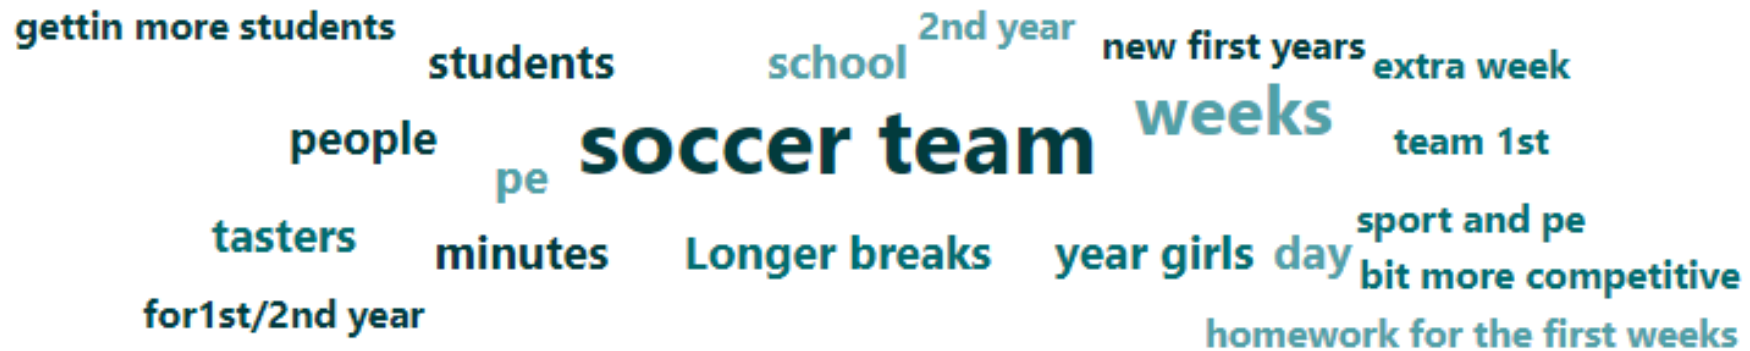 gettin more students
2nd year
new first years
students
school
extra week
weeks
people
soccer team
team 1st
pe
sport and pe
tasters
minutes
Longer breaks
year girls
day
bit more competitive
for1st/2nd year
homework for the first weeks